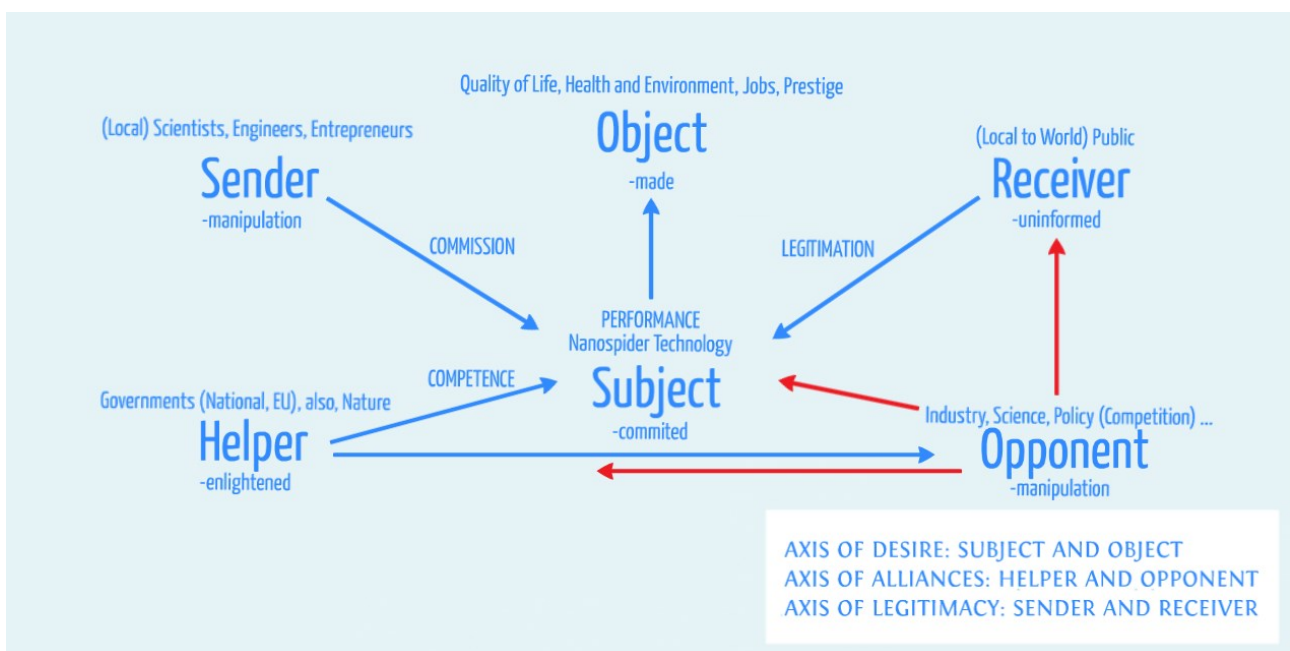 Quality of Life, Health and Environment, Jobs, Prestige
Object
-made
(Local) Scientists, Engineers, Entrepreneurs
Sender
-manipulation
(Local to World) Public
Receiver
-uninformed
COMMISSION
LEGITIMATION
PERFORMANCE
Nanospider Technology
Subject
-commited
COMPETENCE
Governments (National, EU), also, Nature
Helper
-enlightened
Industry, Science, Policy (Competition) ...
Opponent
-manipulation
AXIS OF DESIRE: SUBJECT AND OBJECT
AXIS OF ALLIANCES: HELPER AND OPPONENT
AXIS OF LEGITIMACY: SENDER AND RECEIVER